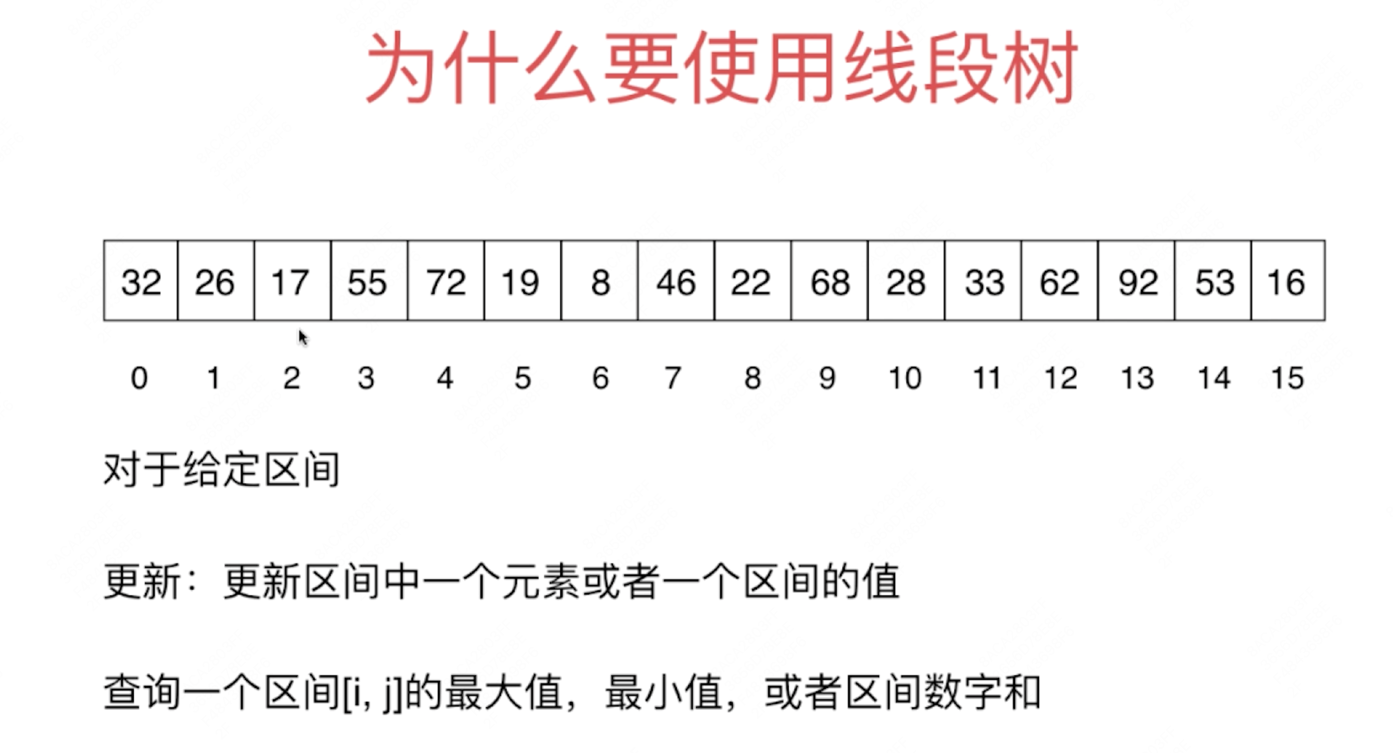 为什么要使用线段树
32 26 17 55 72 19 8 46 22 68 28 33 62 92 53 16
0 1 2 3 4 5 6 7 8 9 10 11 12 13 14 15
对于给定区间
更新：更新区间中一个元素或者一个区间的值
查询一个区间[i, j]的最大值，最小值，或者区间数字和